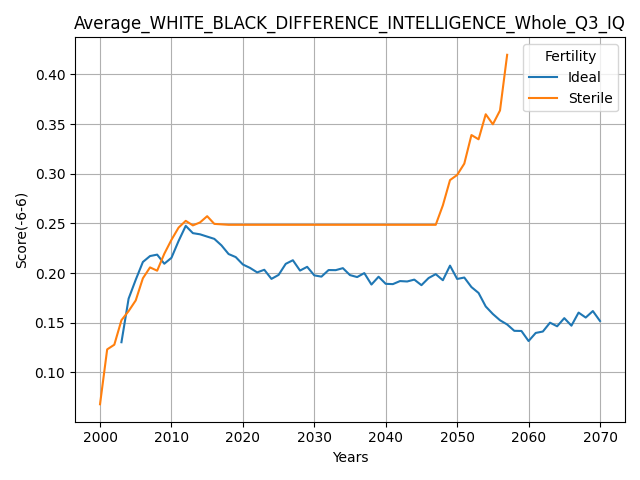 Average_WHITE_BLACK_DIFFERENCE_INTELLIGENCE_Whole_Q3_IQ
Fertility
Ideal
Sterile
Score(-6-6)
0.40
0.35
0.30
0.25
0.20
0.15
0.10
2000 2010 2020 2030 2040 2050 2060 2070
Years